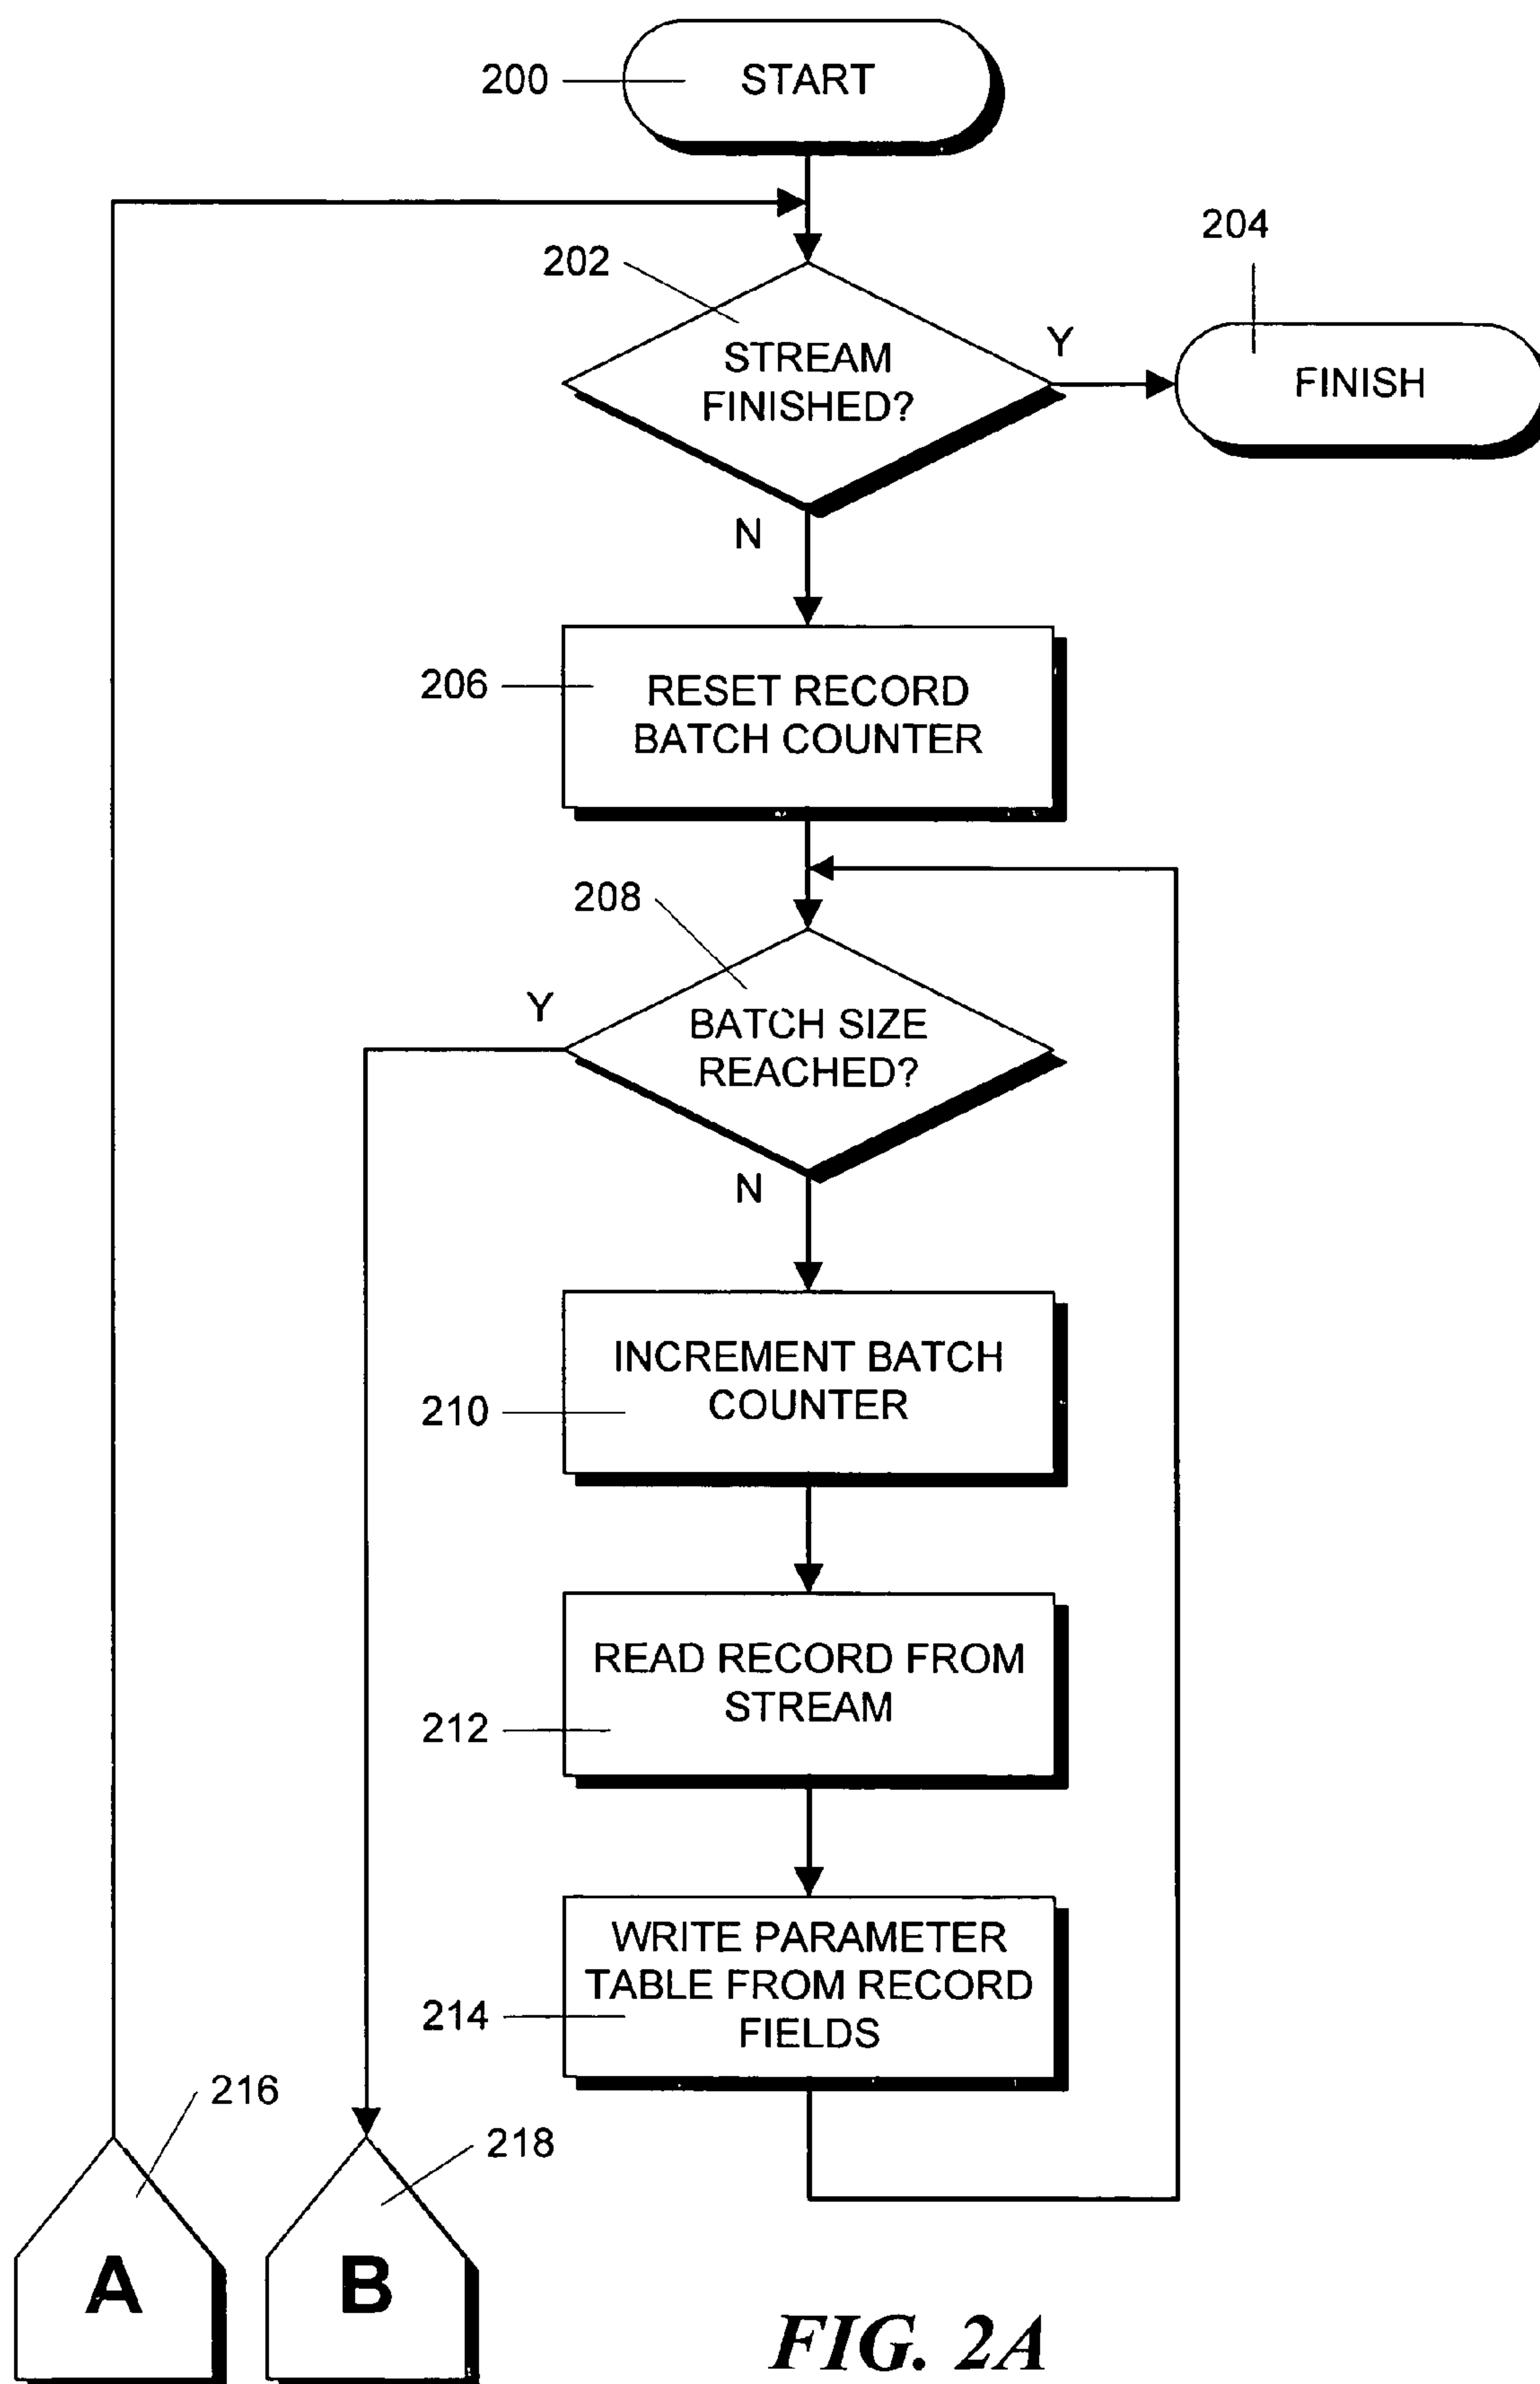 200
START
204
202
STREAM
FINISHED?
Y
FINISH
N
206
RESET RECORD
BATCH COUNTER
208
Y
BATCH SIZE
REACHED?
N
INCREMENT BATCH
COUNTER
210
READ RECORD FROM
STREAM
212
WRITE PARAMETER
TABLE FROM RECORD
FIELDS
214
216
218
A
B
FIG. 2A